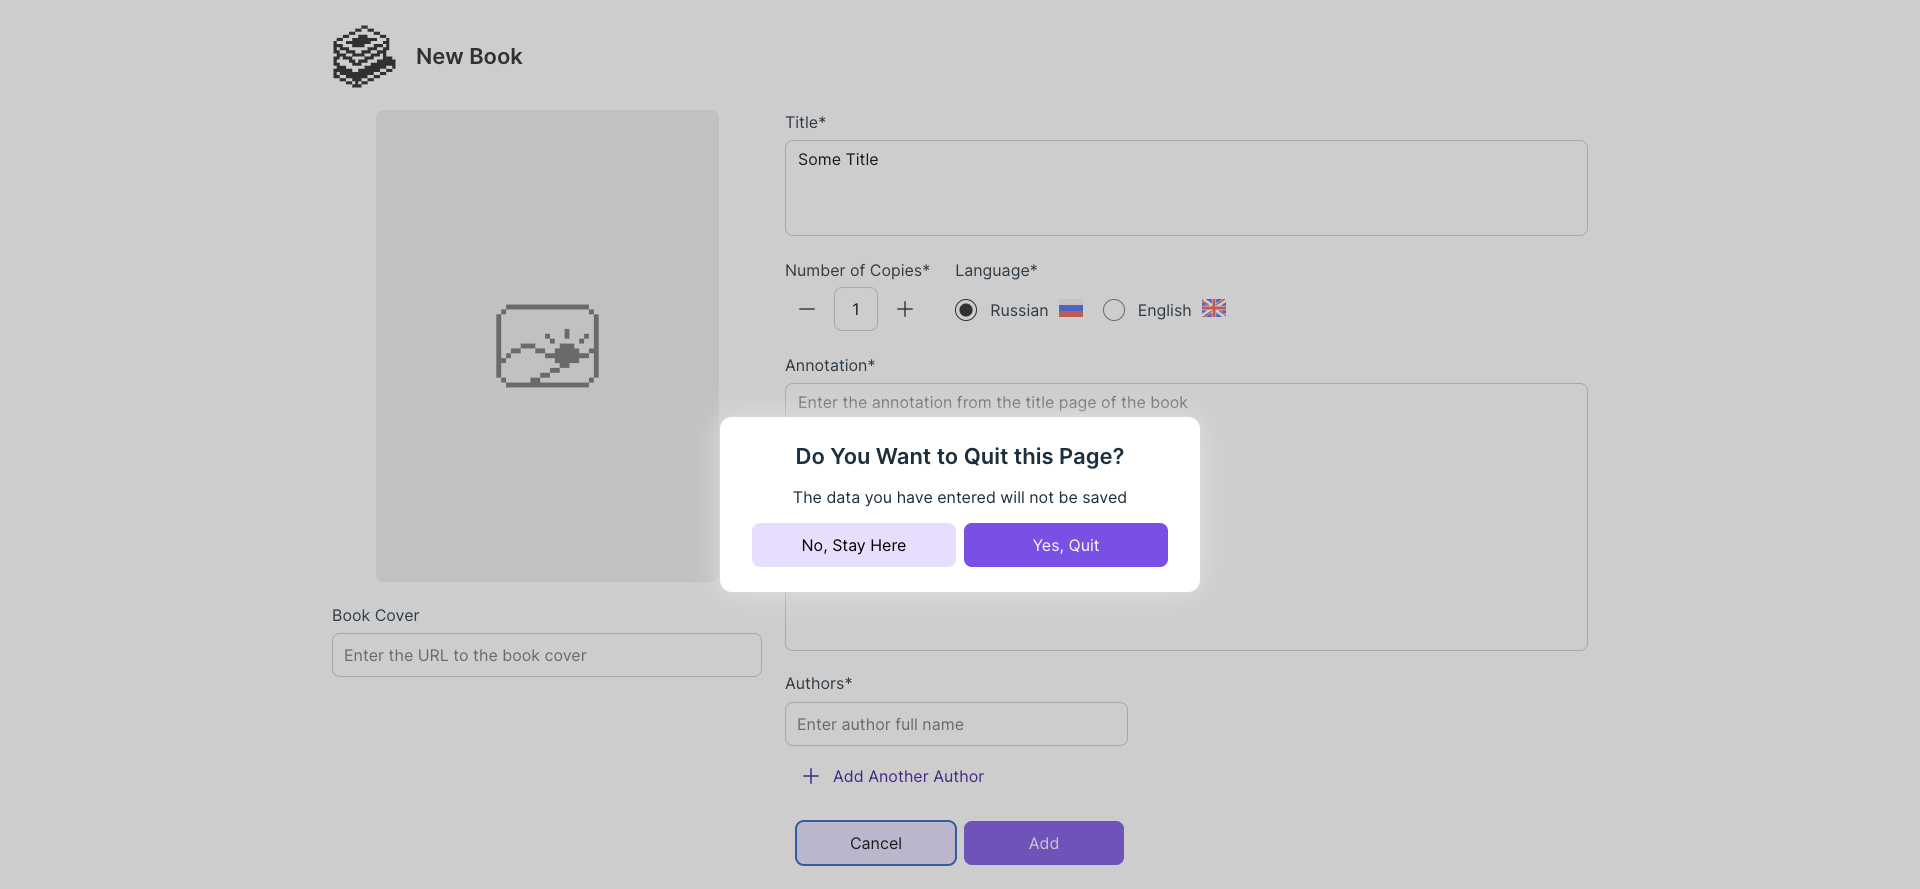 New Book
Title*
Some Title
Number of Copies*
Language*
1
Russian
English
Annotation*
Enter the annotation from the title page of the book
Do You Want to Quit this Page?
The data you have entered will not be saved
No, Stay Here
Yes, Quit
Book Cover
Enter the URL to the book cover
Authors*
Enter author full name
Add Another Author
Cancel
Add